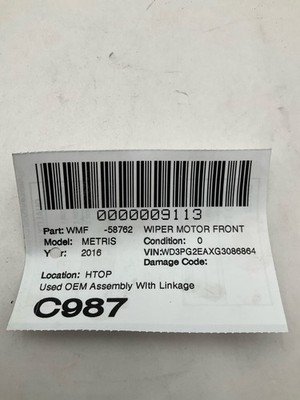 0000009113
Part: WMF -58762 WIPER MOTOR FRONT
Model: METRIS Condition: 0
Year: 2016 VIN:WD3PG2EAXG3086864
Damage Code:
Location: HTOP
Used OEM Assembly WIth Linkage
C987